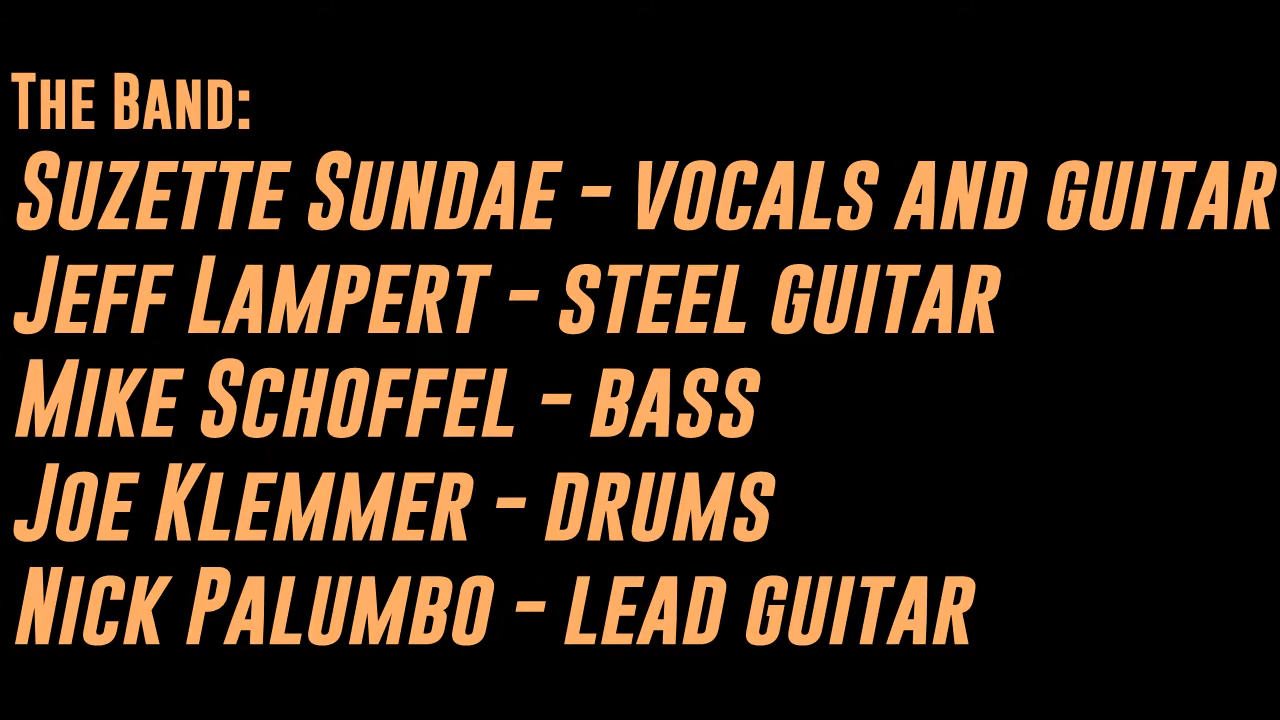 The Band:
Suzette Sundae - vocals and guitar
Jeff Lampert - steel guitar
Mike Schoffel - bass
Joe Klemmer - drums
Nick Palumbo - lead guitar